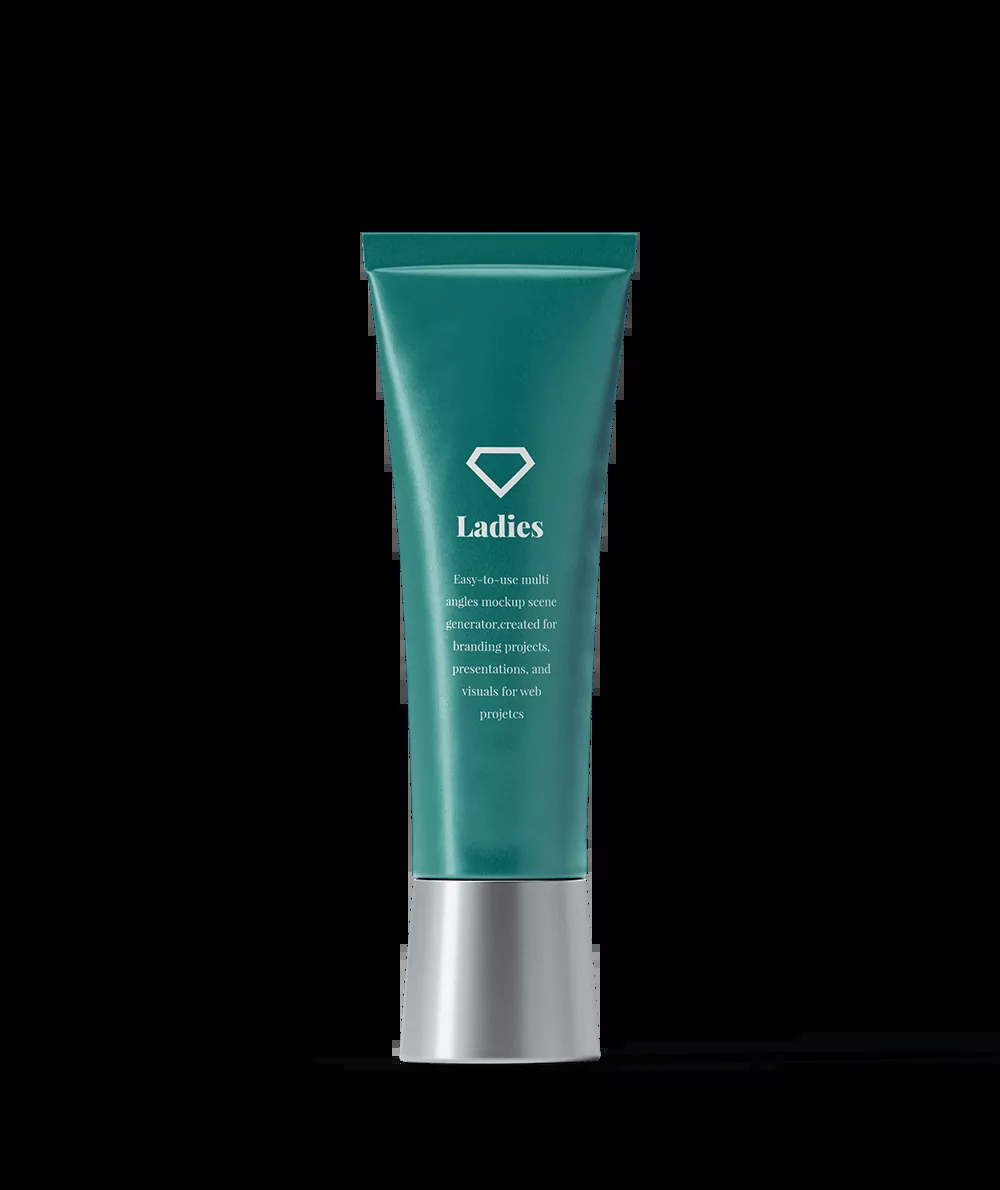 Ladies
Easy-to-use multi
angles mockup scene
generator,created for
branding projects,
presentations, and
visuals for web
projetcs